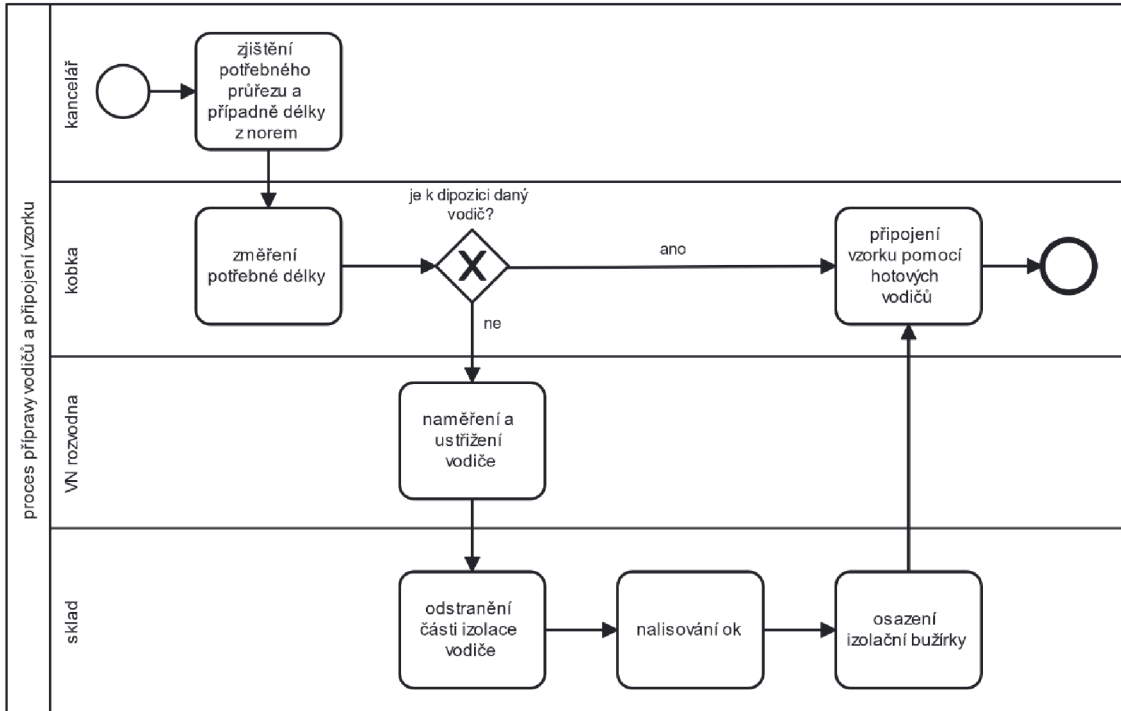 proces přípravy vodičů a připojení vzorku
kancelář
zjištění
potřebného
průřezu a
případně délky
z norem
kobka
změření
potřebné délky
je k dipozici daný
vodič?
ano
ne
připojení
vzorku pomocí
hotových
vodičů
VN rozvodna
naměření a
ustřižení
vodiče
sklad
odstranění
části izolace
vodiče
nalisování ok
osazení
izolační bužírky